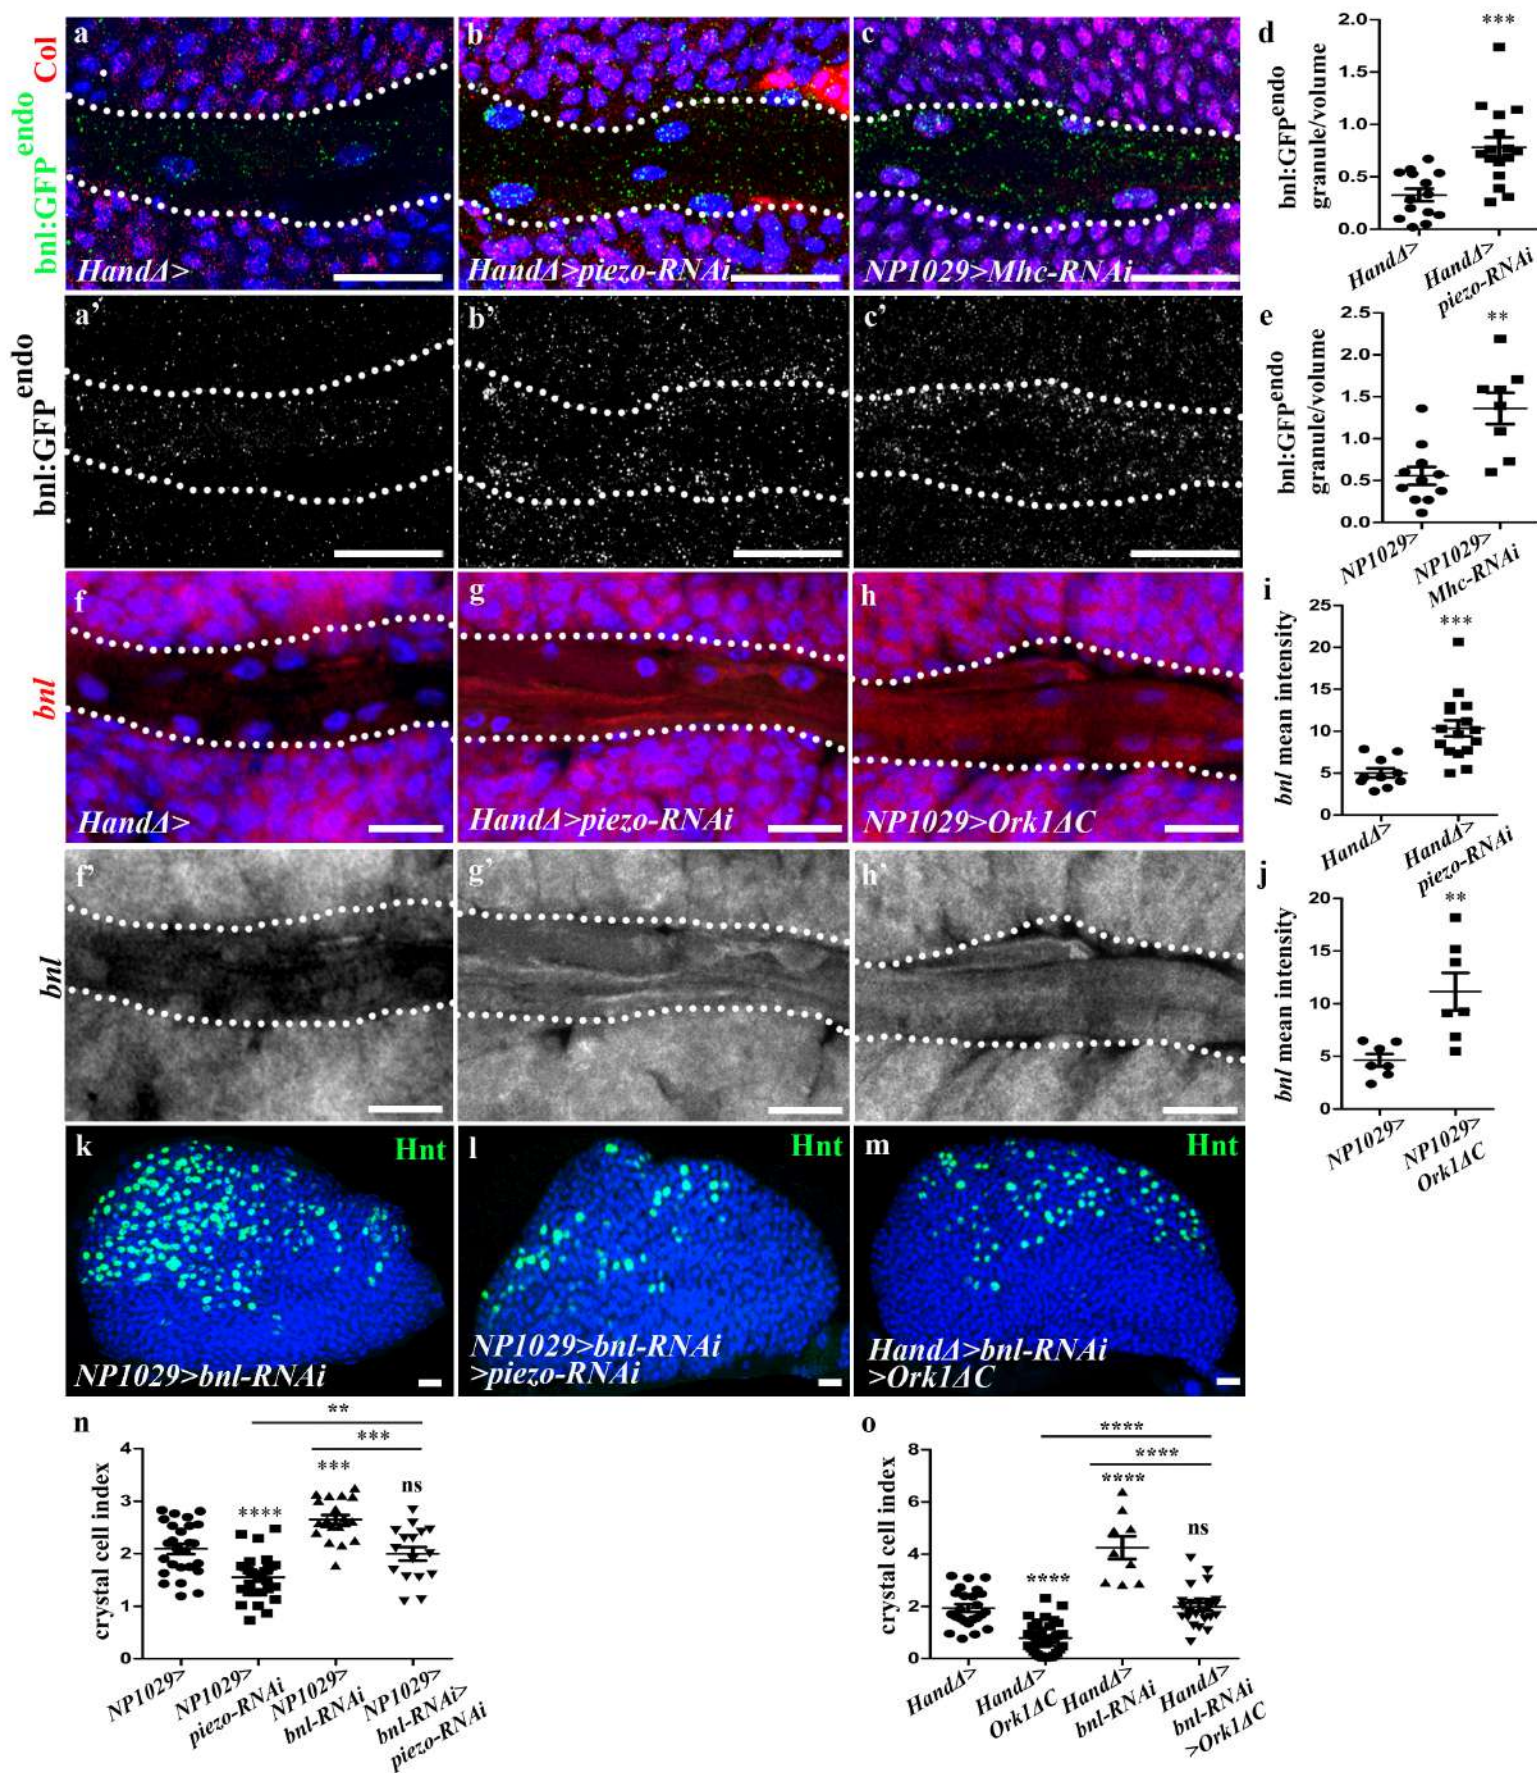 bnl:GFPendo Col
a
HandΔ>
b
HandΔ>piezo-RNAi
c
NP1029>Mhc-RNAi
d
bnl:GFPendo
granule/volume
2.0
1.5
1.0
0.5
0.0
***
HandΔ>
HandΔ>
piezo-RNAi
bnl:GFPendo
a’
b’
c’
e
bnl:GFPendo
granule/volume
2.5
2.0
1.5
1.0
0.5
0.0
**
NP1029>
NP1029>
Mhc-RNAi
bnl
f
HandΔ>
g
HandΔ>piezo-RNAi
h
NP1029>Ork1ΔC
i
bnl mean intensity
25
20
15
10
5
0
***
HandΔ>
HandΔ>
piezo-RNAi
bnl
f’
g’
h’
j
bnl mean intensity
20
15
10
5
0
**
NP1029>
NP1029>
Ork1ΔC
k
Hnt
NP1029>bnl-RNAi
l
Hnt
NP1029>bnl-RNAi
>piezo-RNAi
m
Hnt
HandΔ>bnl-RNAi
>Ork1ΔC
n
crystal cell index
4
3
2
1
0
**
***
****
***
ns
NP1029>
NP1029>
piezo-RNAi
NP1029>
bnl-RNAi
NP1029>
bnl-RNAi>
piezo-RNAi
o
crystal cell index
8
6
4
2
0
****
****
****
****
ns
HandΔ>
HandΔ>
Ork1ΔC
HandΔ>
bnl-RNAi
HandΔ>
bnl-RNAi
>Ork1ΔC